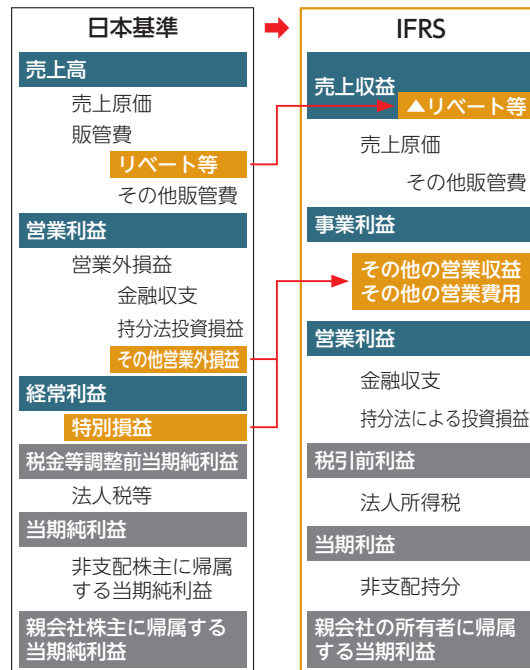 日本基準
売上高
売上原価
販管費
リベート等
その他販管費
営業利益
営業外損益
金融収支
持分法投資損益
その他営業外損益
経常利益
特別損益
税金等調整前当期純利益
法人税等
当期純利益
非支配株主に帰属
する当期純利益
親会社株主に帰属する
当期純利益
IFRS
売上収益
▲リベート等
売上原価
その他販管費
事業利益
その他の営業収益
その他の営業費用
営業利益
金融収支
持分法による投資損益
税引前利益
法人所得税
当期利益
非支配持分
親会社の所有者に帰属
する当期利益